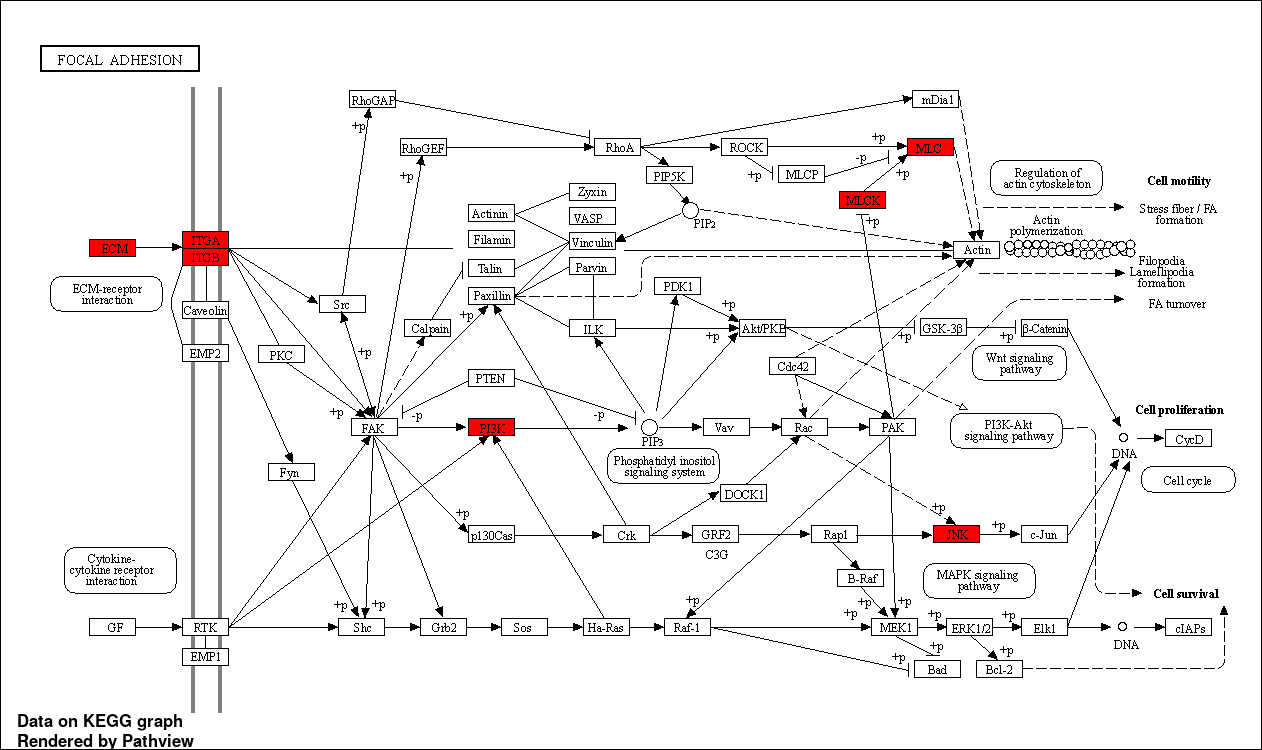 FOCAL ADHESION
RhoGAP
mDia1
+p
RhoGEF
RhoA
ROCK
+p
MLC
-p
+p
MLCP
+p
+p
PIP5K
Regulation of
actin cytoskeleton
Cell motility
Zyxin
MLCK
Actinin
VASP
PIP2
+p
Stress fiber / FA
formation
Actin
polymerization
ECM
ITGA
ITGB
Filamin
Vinculin
Actin
Talin
Parvin
Filopodia
Lamellipodia
formation
ECM-receptor
interaction
Paxillin
PDK1
Src
Caveolin
+p
+p
FA turnover
Calpain
ILK
Akt/PKB
GSK-3β
β-Catenin
+p
+p
+p
EMP2
PKC
+p
Wnt signaling
pathway
Cdc42
PTEN
+p
-p
-p
Cell proliferation
FAK
PI3K
PIP3
Vav
Rac
PAK
PI3K-Akt
signaling pathway
CycD
DNA
Phosphatidyl inositol
signaling system
Fyn
Cell cycle
DOCK1
+p
+p
p130Cas
Crk
GRF2
Rap1
JNK
+p
c-Jun
C3G
Cytokine-
cytokine receptor
interaction
B-Raf
MAPK signaling
pathway
Cell survival
+p
+p
+p
+p
+p
+p
+p
GF
RTK
Shc
Grb2
Sos
Ha-Ras
Raf-1
MEK1
ERK1/2
Elk1
cIAPs
DNA
EMP1
+p
+p
+p
Bad
Bcl-2
Data on KEGG graph
Rendered by Pathview